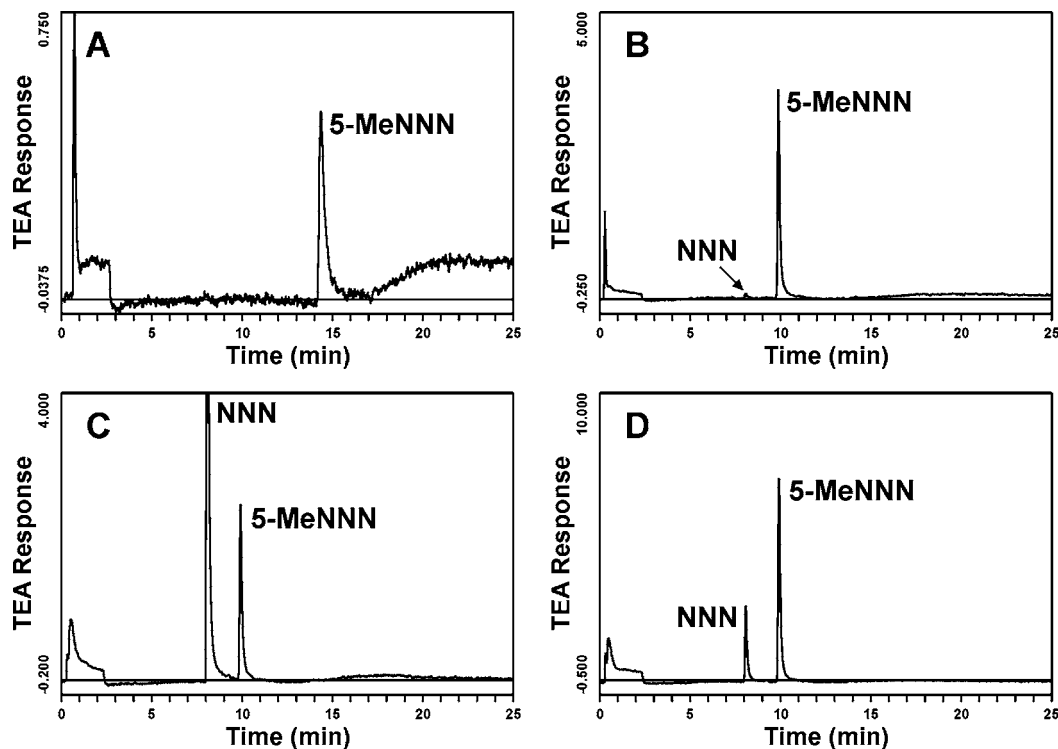 A
TEA Response
0.750
-0.0375
5-MeNNN
0 5 10 15 20 25
Time (min)
B
TEA Response
5.000
-0.250
5-MeNNN
NNN
0 5 10 15 20 25
Time (min)
C
TEA Response
4.000
-0.200
NNN
5-MeNNN
0 5 10 15 20 25
Time (min)
D
TEA Response
10.000
-0.500
5-MeNNN
NNN
0 5 10 15 20 25
Time (min)